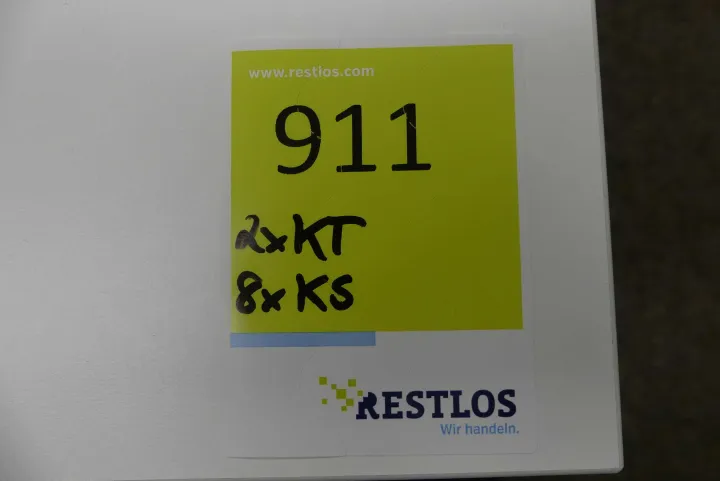 www.restlos.com
911
2xKT
8xKS
RESTLOS
Wir handeln.